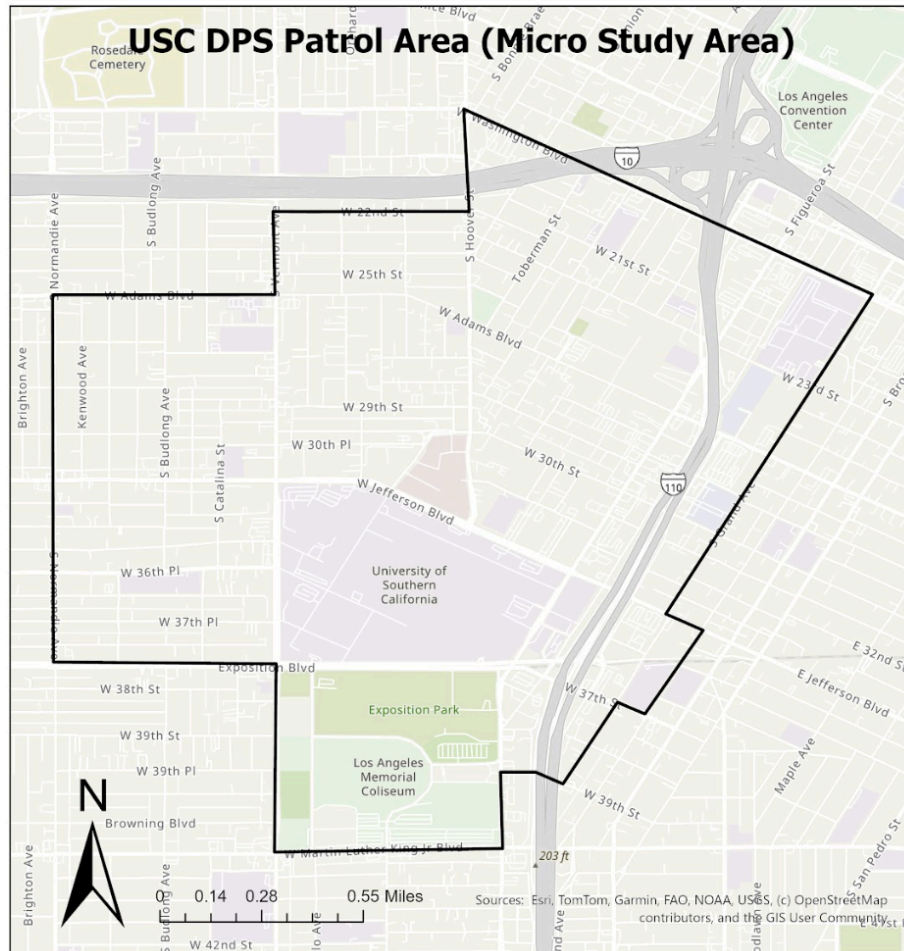 USC DPS Patrol Area (Micro Study Area)
Rosedale
Cemetery
Los Angeles
Convention
Center
W Washington Blvd
10
S Figueroa St
S Normandie Ave
S Budlong Ave
S Vermont Ave
W 22nd St
S Hoover St
Toberman St
W 21st St
W 25th St
W Adams Blvd
W Adams Blvd
Brighton Ave
Kenwood Ave
S Budlong Ave
S Catalina St
W 29th St
W 30th Pl
W 30th St
W 23rd St
W Jefferson Blvd
110
S Grand Ave
University of
Southern
California
W 36th Pl
W 37th Pl
S Normandie Ave
Exposition Blvd
W 38th St
W 39th St
W 39th Pl
Exposition Park
Los Angeles
Memorial
Coliseum
W 37th St
E 32nd St
E Jefferson Blvd
Maple Ave
W 39th St
S San Pedro St
Browning Blvd
W Martin Luther King Jr Blvd
203 ft
N
Brighton Ave
S Budlong Ave
W 42nd St
0 0.14 0.28 0.55 Miles
Sources: Esri, TomTom, Garmin, FAO, NOAA, USGS, (c) OpenStreetMap
contributors, and the GIS User Community